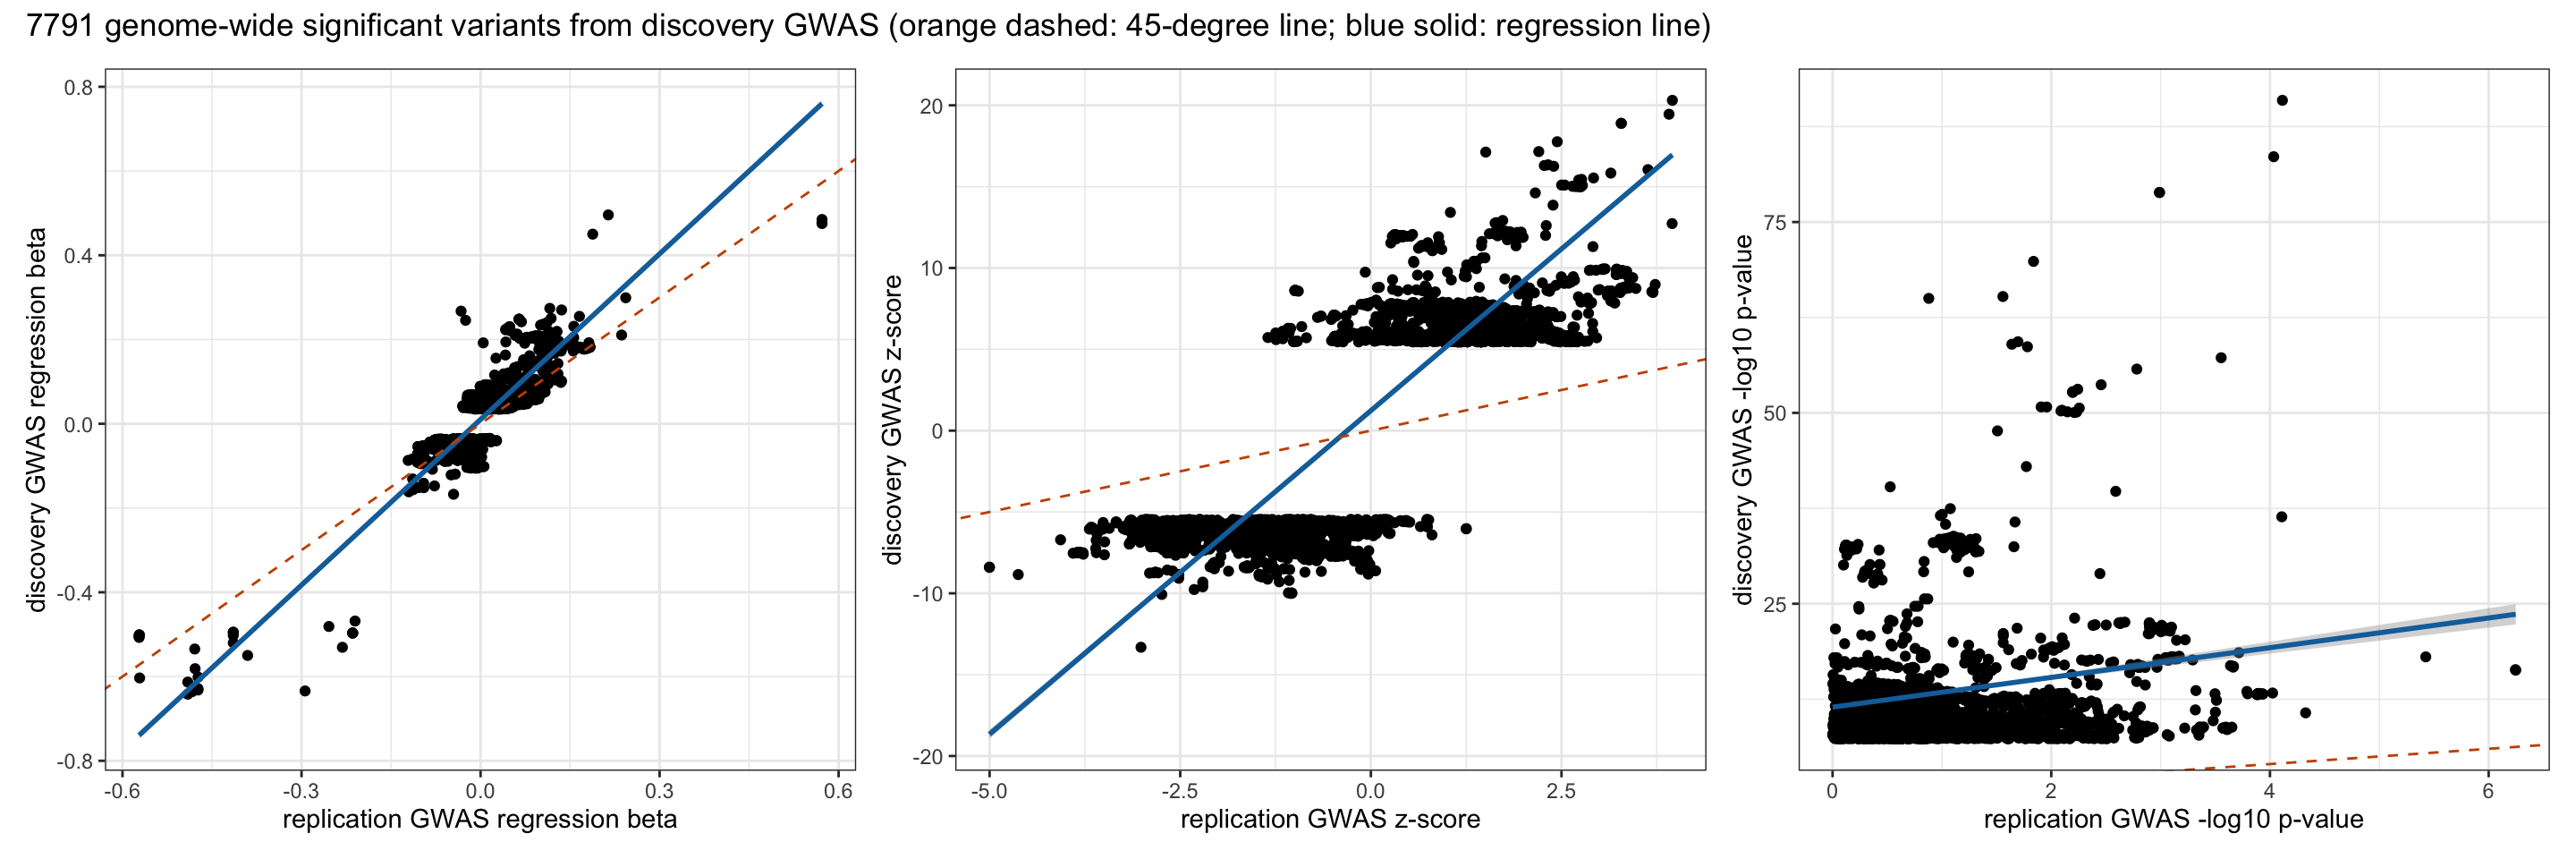 7791 genome-wide significant variants from discovery GWAS (orange dashed: 45-degree line; blue solid: regression line)
discovery GWAS regression beta
0.8
0.4
0.0
-0.4
-0.8
-0.6 -0.3 0.0 0.3 0.6
replication GWAS regression beta
discovery GWAS z-score
20
10
0
-10
-20
-5.0 -2.5 0.0 2.5
replication GWAS z-score
discovery GWAS -log10 p-value
75
50
25
0 2 4 6
replication GWAS -log10 p-value